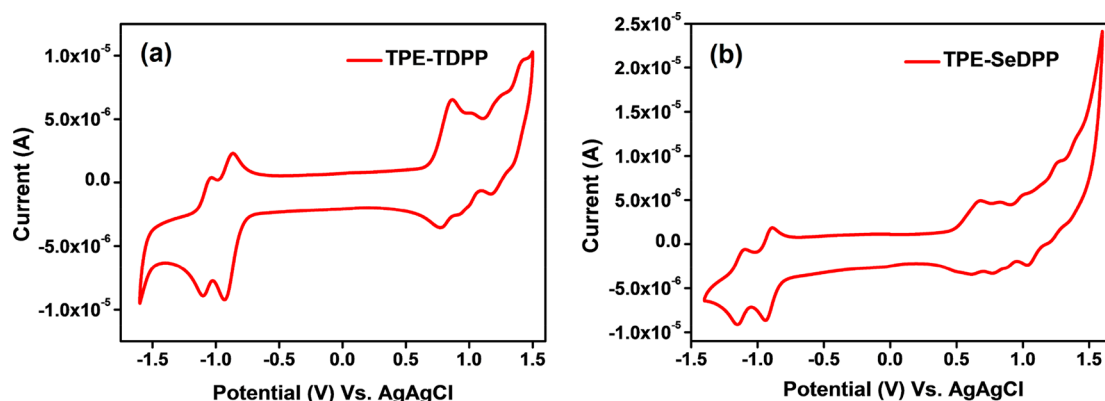 (a)
TPE-TDPP
1.0x10⁻⁵
5.0x10⁻⁶
0.0
-5.0x10⁻⁶
-1.0x10⁻⁵
Current (A)
-1.5 -1.0 -0.5 0.0 0.5 1.0 1.5
Potential (V) Vs. AgAgCl
(b)
TPE-SeDPP
2.5x10⁻⁵
2.0x10⁻⁵
1.5x10⁻⁵
1.0x10⁻⁵
5.0x10⁻⁶
0.0
-5.0x10⁻⁶
-1.0x10⁻⁵
Current (A)
-1.5 -1.0 -0.5 0.0 0.5 1.0 1.5
Potential (V) Vs. AgAgCl